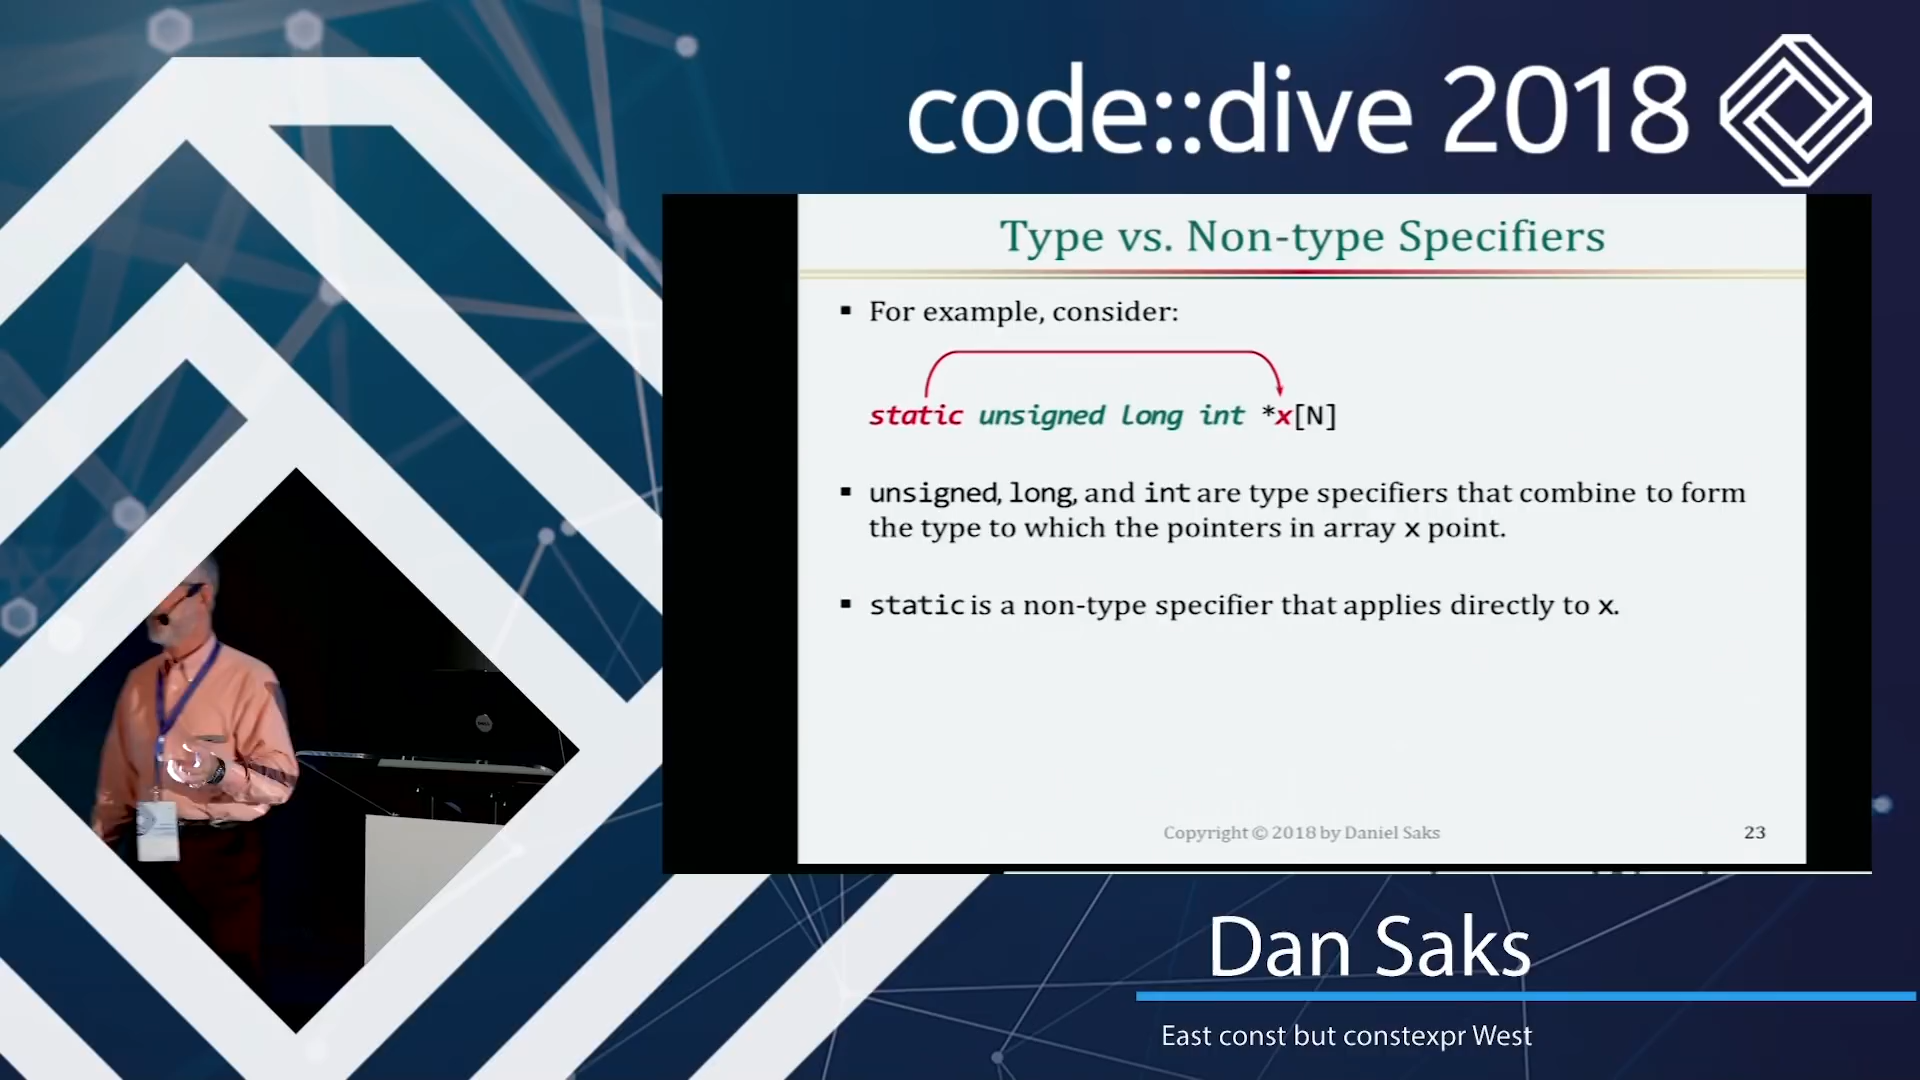 code::dive 2018
Type vs. Non-type Specifiers
▪ For example, consider:
static unsigned long int *x[N]
▪ unsigned, long, and int are type specifiers that combine to form
the type to which the pointers in array x point.
▪ static is a non-type specifier that applies directly to x.
Copyright © 2018 by Daniel Saks
23
Dan Saks
East const but constexpr West